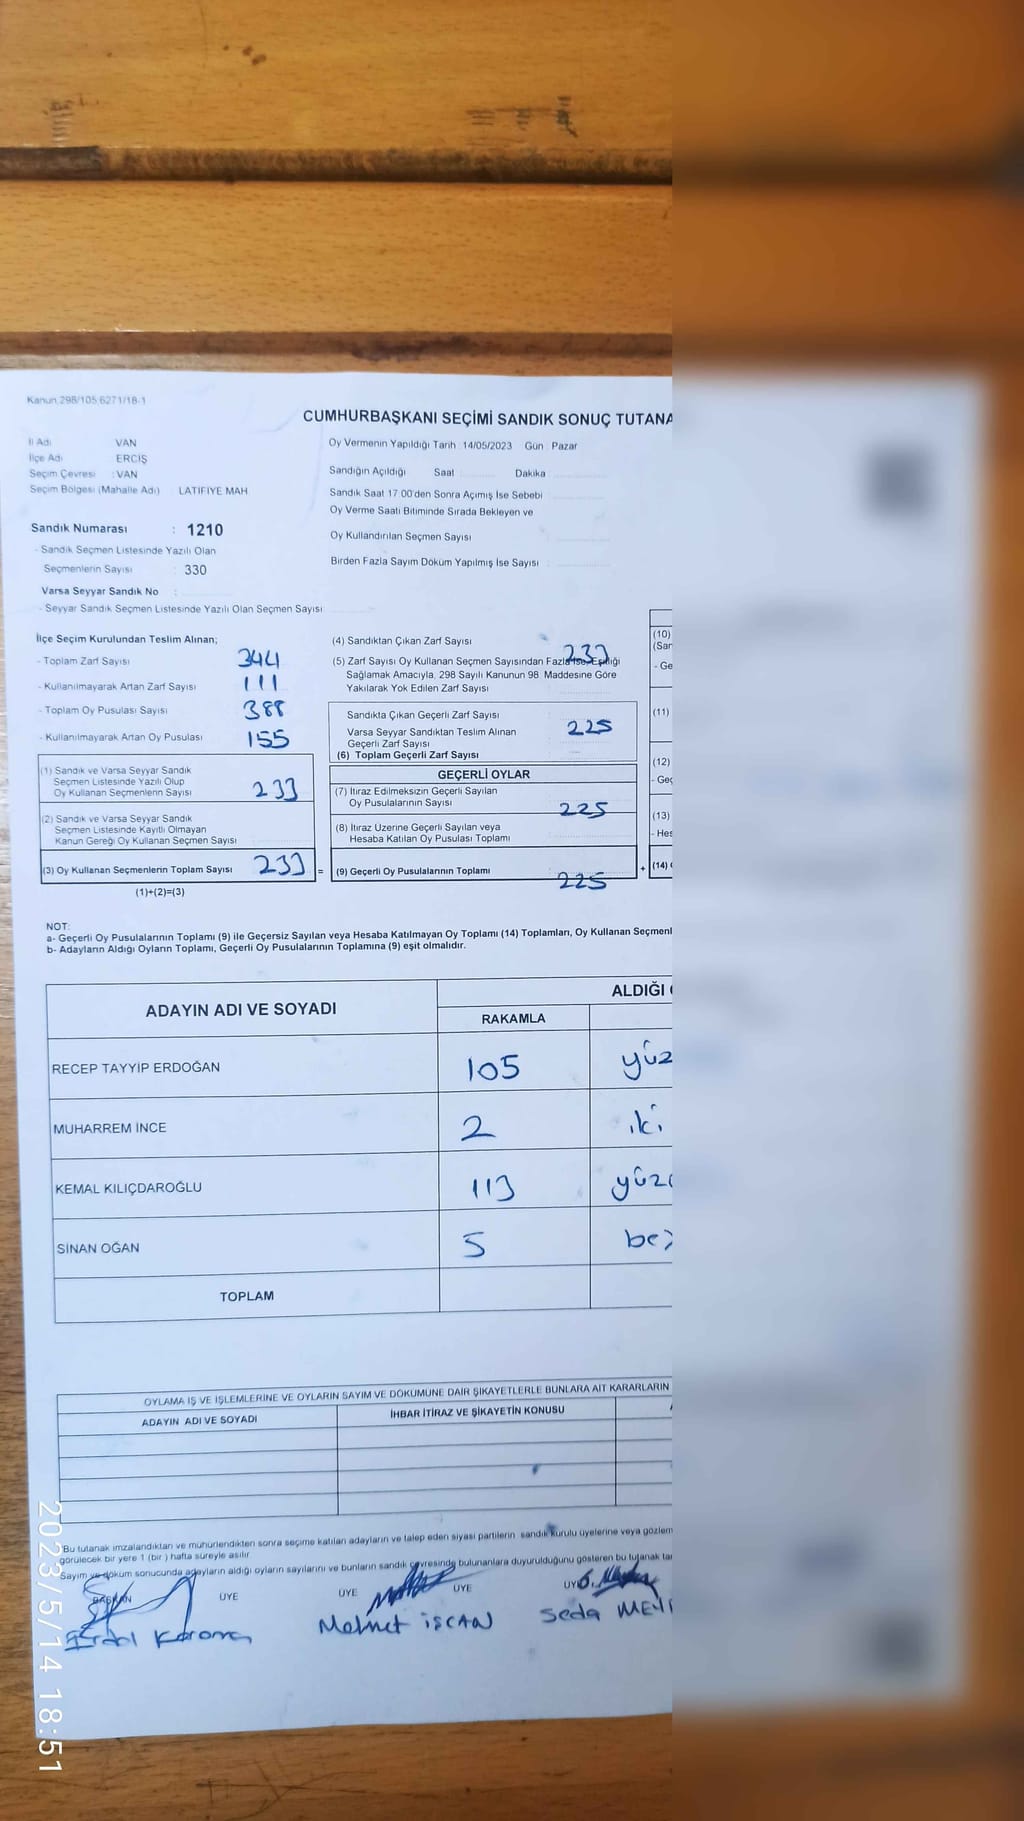 Kanun 298/105 6271/18-1
CUMHURBAŞKANI SEÇİMİ SANDIK SONUÇ TUTANA
İl Adı VAN
İlçe Adı ERCİŞ
Seçim Çevresi : VAN
Seçim Bölgesi (Mahalle Adı) LATİFİYE MAH
Oy Vermenin Yapıldığı Tarih 14/05/2023 Gün Pazar
Sandığın Açıldığı Saat Dakika
Sandık Saat 17 00'den Sonra Açımış İse Sebebi
Oy Verme Saati Bitiminde Sırada Bekleyen ve
Oy Kullandırılan Seçmen Sayısı
Birden Fazla Sayım Döküm Yapılmış İse Sayısı
Sandık Numarası : 1210
- Sandık Seçmen Listesinde Yazılı Olan
Seçmenlerin Sayısı 330
Varsa Seyyar Sandık No
- Seyyar Sandık Seçmen Listesinde Yazılı Olan Seçmen Sayısı
İlçe Seçim Kurulundan Teslim Alınan;
- Toplam Zarf Sayısı 344
- Kullanılmayarak Artan Zarf Sayısı 111
- Toplam Oy Pusulası Sayısı 388
- Kullanılmayarak Artan Oy Pusulası 155
(1) Sandık ve Varsa Seyyar Sandık
Seçmen Listesinde Yazılı Olup
Oy Kullanan Seçmenlerin Sayısı 233
(2) Sandık ve Varsa Seyyar Sandık
Seçmen Listesinde Kayıtlı Olmayan
Kanun Gereği Oy Kullanan Seçmen Sayısı
(3) Oy Kullanan Seçmenlerin Toplam Sayısı 233 =
(1)+(2)=(3)
(4) Sandıktan Çıkan Zarf Sayısı 233
(5) Zarf Sayısı Oy Kullanan Seçmen Sayısından Fazla İse, Eşitliği
Sağlamak Amacıyla, 298 Sayılı Kanunun 98 Maddesine Göre
Yakılarak Yok Edilen Zarf Sayısı
Sandıkta Çıkan Geçerli Zarf Sayısı 225
Varsa Seyyar Sandıktan Teslim Alınan
Geçerli Zarf Sayısı
(6) Toplam Geçerli Zarf Sayısı
GEÇERLİ OYLAR
(7) İtiraz Edilmeksizin Geçerli Sayılan
Oy Pusulalarının Sayısı 225
(8) İtiraz Üzerine Geçerli Sayılan veya
Hesaba Katılan Oy Pusulası Toplamı
(9) Geçerli Oy Pusulalarının Toplamı 225 +
(10)
(Sar
- Ge
(11)
(12)
- Geç
(13)
- Hes
(14)
NOT:
a- Geçerli Oy Pusulalarının Toplamı (9) ile Geçersiz Sayılan veya Hesaba Katılmayan Oy Toplamı (14) Toplamları, Oy Kullanan Seçmenl
b- Adayların Aldığı Oyların Toplamı, Geçerli Oy Pusulalarının Toplamına (9) eşit olmalıdır.
ADAYIN ADI VE SOYADI ALDIĞI
RAKAMLA
RECEP TAYYİP ERDOĞAN 105 yüz
MUHARREM İNCE 2 iki
KEMAL KILIÇDAROĞLU 113 yüz
SİNAN OĞAN 5 beş
TOPLAM
OYLAMA İŞ VE İŞLEMLERİNE VE OYLARIN SAYIM VE DÖKÜMÜNE DAİR ŞİKAYETLERLE BUNLARA AİT KARARLARIN
ADAYIN ADI VE SOYADI İHBAR İTİRAZ VE ŞİKAYETİN KONUSU
Bu tutanak imzalandıktan ve mühürlendikten sonra seçime katılan adayların ve talep eden siyasi partilerin sandık kurulu üyelerine veya gözlem
görülecek bir yere 1 (bir ) hafta süreyle asılır
Sayım ve döküm sonucunda adayların aldığı oyların sayılarını ve bunların sandık çevresinde bulunanlara duyurulduğunu gösteren bu tutanak tar
BAŞKAN ÜYE ÜYE ÜYE ÜY
Mehmet İSCAN Seda
2023/5/14 18:51